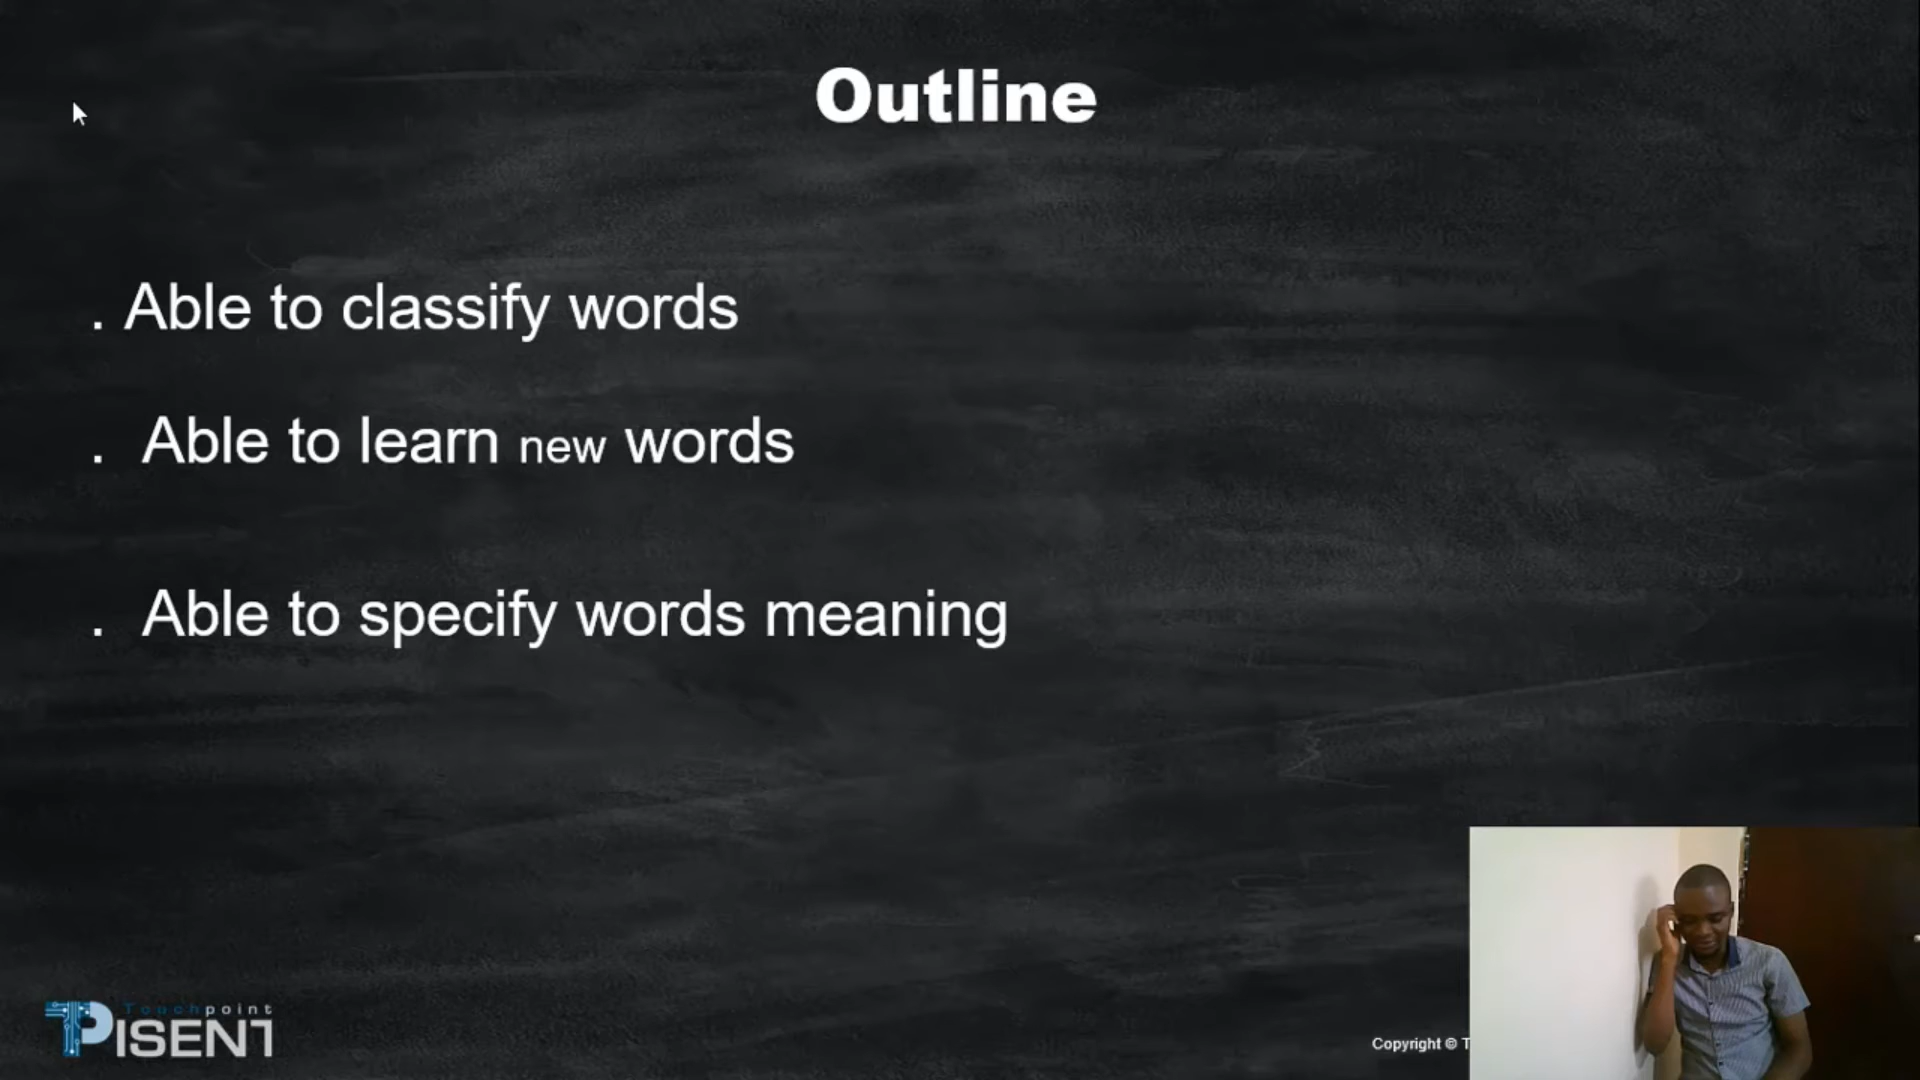 Outline
. Able to classify words
. Able to learn new words
. Able to specify words meaning
Touchpoint
PISENT
Copyright © T